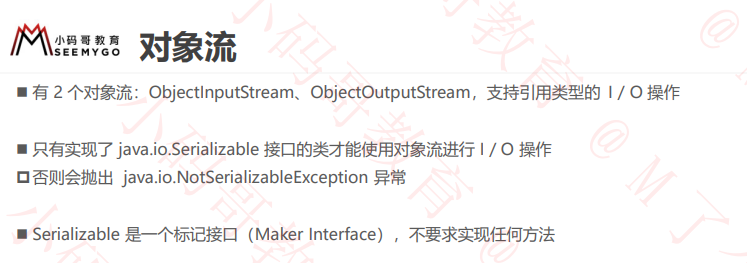 小码哥教育
SEEMYGO
对象流
有 2 个对象流：ObjectInputStream、ObjectOutputStream，支持引用类型的 I / O 操作
只有实现了 java.io.Serializable 接口的类才能使用对象流进行 I / O 操作
否则会抛出 java.io.NotSerializableException 异常
Serializable 是一个标记接口（Maker Interface），不要求实现任何方法